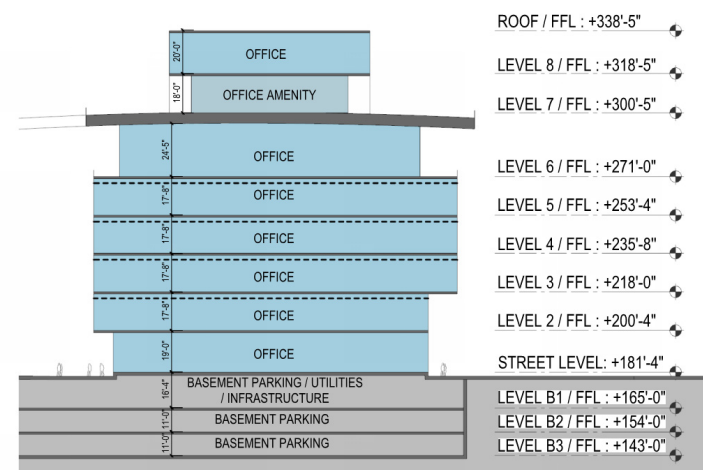 ROOF / FFL : +338'-5"
20'-0"
OFFICE
LEVEL 8 / FFL : +318'-5"
18'-0"
OFFICE AMENITY
LEVEL 7 / FFL : +300'-5"
24'-5"
OFFICE
LEVEL 6 / FFL : +271'-0"
17'-8"
OFFICE
LEVEL 5 / FFL : +253'-4"
17'-8"
OFFICE
LEVEL 4 / FFL : +235'-8"
17'-8"
OFFICE
LEVEL 3 / FFL : +218'-0"
17'-8"
OFFICE
LEVEL 2 / FFL : +200'-4"
19'-0"
OFFICE
STREET LEVEL: +181'-4"
16'-4"
BASEMENT PARKING / UTILITIES
/ INFRASTRUCTURE
LEVEL B1 / FFL : +165'-0"
11'-0"
BASEMENT PARKING
LEVEL B2 / FFL : +154'-0"
11'-0"
BASEMENT PARKING
LEVEL B3 / FFL : +143'-0"